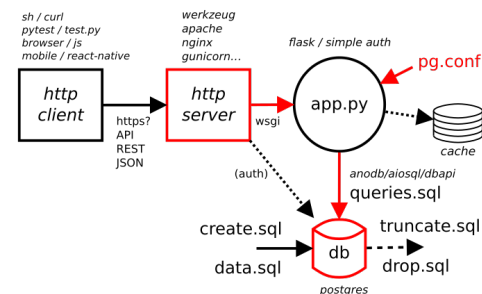 sh / curl
pytest / test.py
browser / js
mobile / react-native
werkzeug
apache
nginx
gunicorn...
flask / simple auth
pg.conf
http
client
https?
API
REST
JSON
http
server
wsgi
app.py
cache
(auth)
anodb/aiosql/dbapi
queries.sql
create.sql
data.sql
db
truncate.sql
drop.sql
postgres